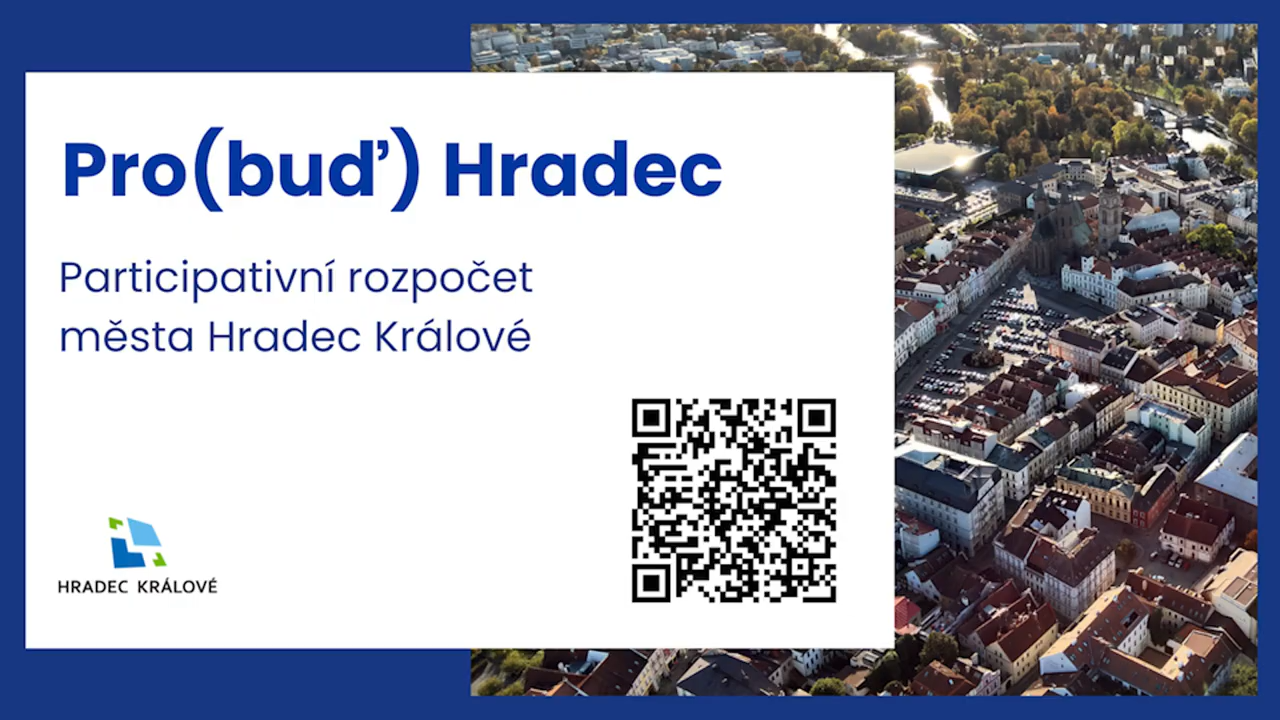 Pro(buď) Hradec
Participativní rozpočet
města Hradec Králové
HRADEC KRÁLOVÉ